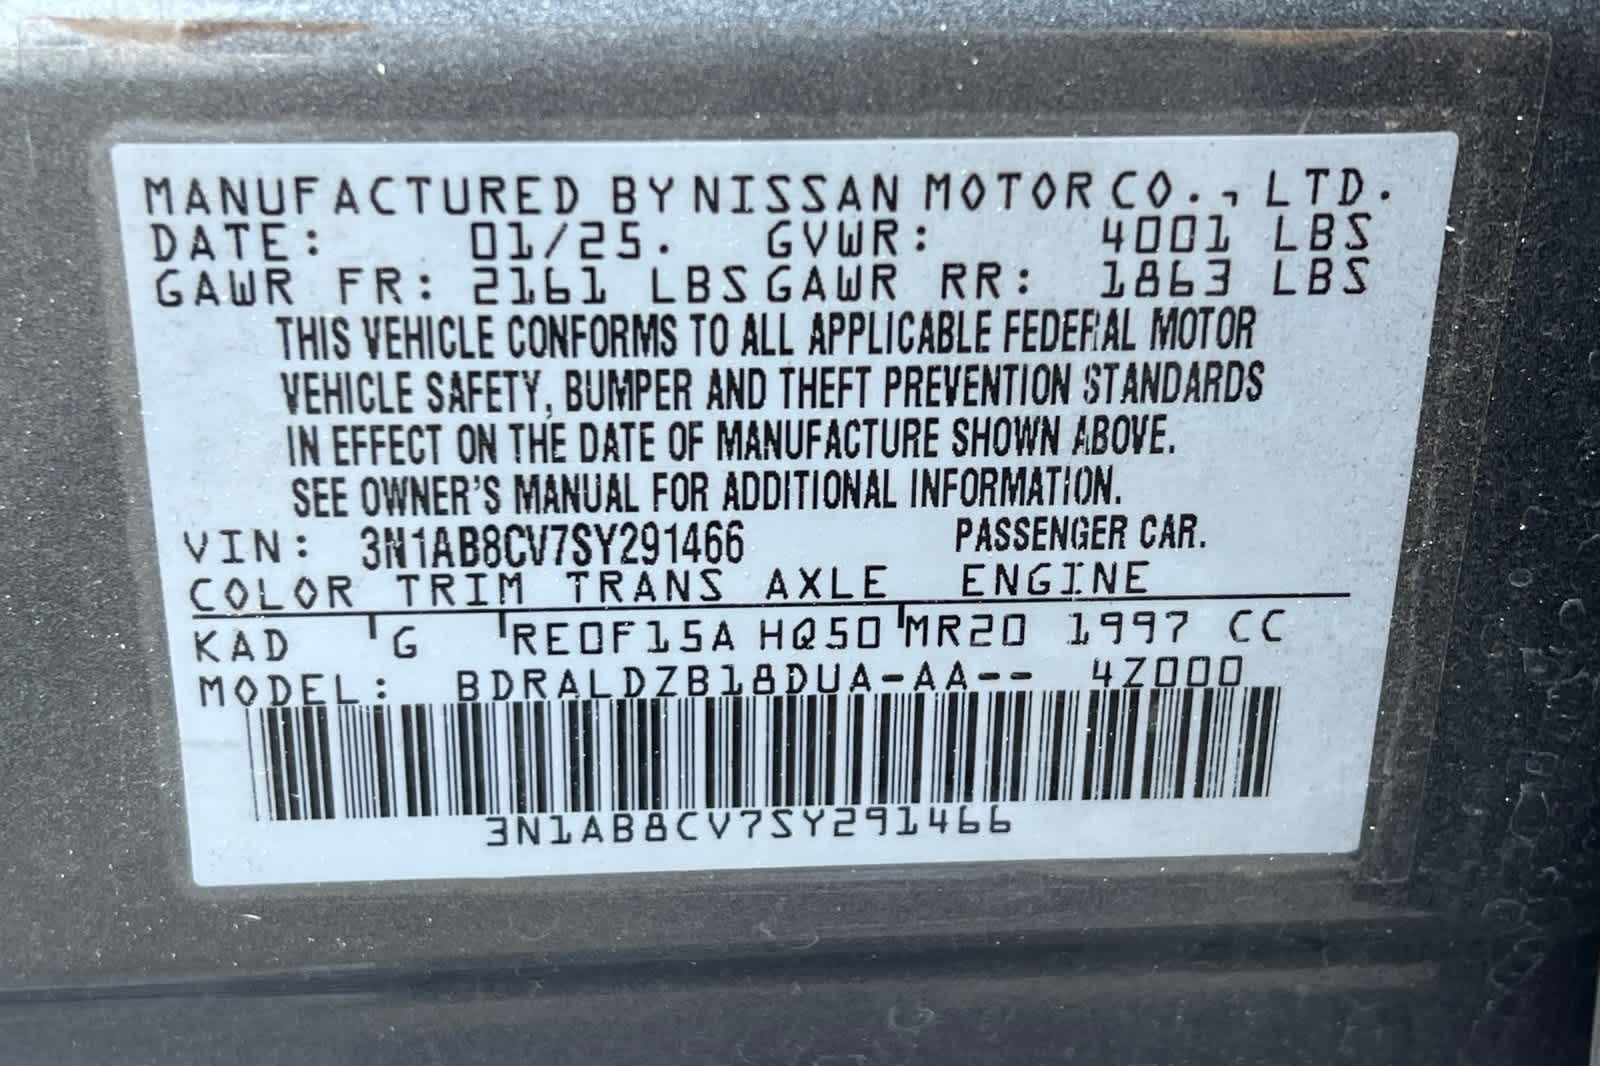 MANUFACTURED BY NISSAN MOTOR CO., LTD.
DATE: 01/25. GVWR: 4001 LBS
GAWR FR: 2161 LBS GAWR RR: 1863 LBS
THIS VEHICLE CONFORMS TO ALL APPLICABLE FEDERAL MOTOR
VEHICLE SAFETY, BUMPER AND THEFT PREVENTION STANDARDS
IN EFFECT ON THE DATE OF MANUFACTURE SHOWN ABOVE.
SEE OWNER'S MANUAL FOR ADDITIONAL INFORMATION.
VIN: 3N1AB8CV7SY291466 PASSENGER CAR.
COLOR TRIM TRANS AXLE ENGINE
KAD G RE0F15A HQ50 MR20 1997 CC
MODEL: BDRALDZB18DUA-AA-- 4Z000
3N1AB8CV7SY291466